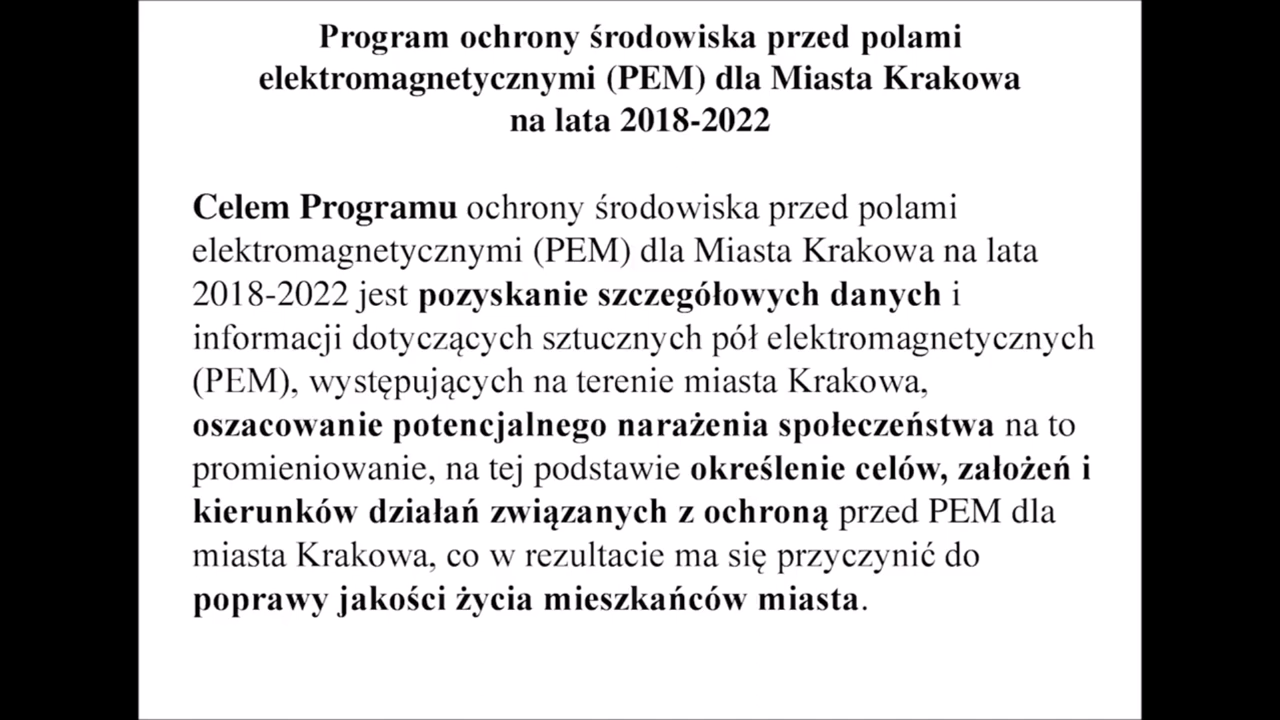 Program ochrony środowiska przed polami
elektromagnetycznymi (PEM) dla Miasta Krakowa
na lata 2018-2022
Celem Programu ochrony środowiska przed polami
elektromagnetycznymi (PEM) dla Miasta Krakowa na lata
2018-2022 jest pozyskanie szczegółowych danych i
informacji dotyczących sztucznych pól elektromagnetycznych
(PEM), występujących na terenie miasta Krakowa,
oszacowanie potencjalnego narażenia społeczeństwa na to
promieniowanie, na tej podstawie określenie celów, założeń i
kierunków działań związanych z ochroną przed PEM dla
miasta Krakowa, co w rezultacie ma się przyczynić do
poprawy jakości życia mieszkańców miasta.